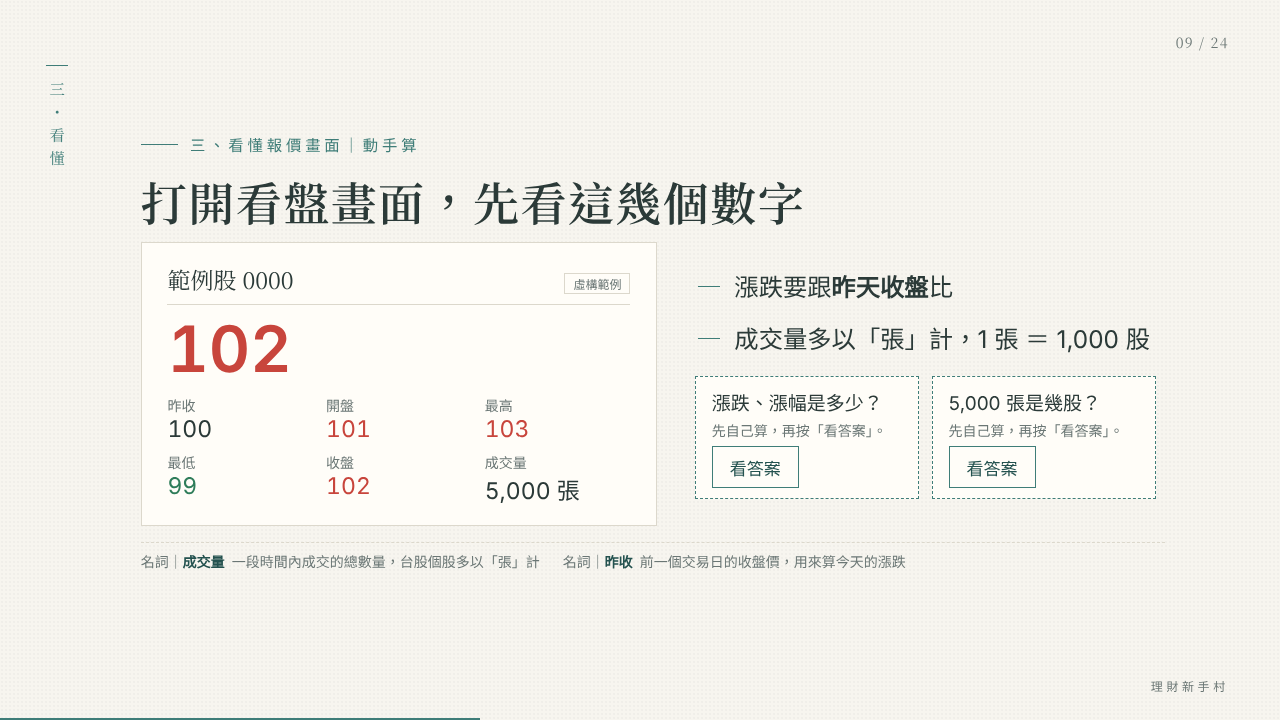 09 / 24
三・看懂
三、看懂報價畫面｜動手算
打開看盤畫面，先看這幾個數字
範例股 0000
虛構範例
102
昨收 開盤 最高
100 101 103
最低 收盤 成交量
99 102 5,000 張
漲跌要跟昨天收盤比
成交量多以「張」計，1 張 ＝ 1,000 股
漲跌、漲幅是多少？
先自己算，再按「看答案」。
看答案
5,000 張是幾股？
先自己算，再按「看答案」。
看答案
名詞｜成交量 一段時間內成交的總數量，台股個股多以「張」計 名詞｜昨收 前一個交易日的收盤價，用來算今天的漲跌
理財新手村